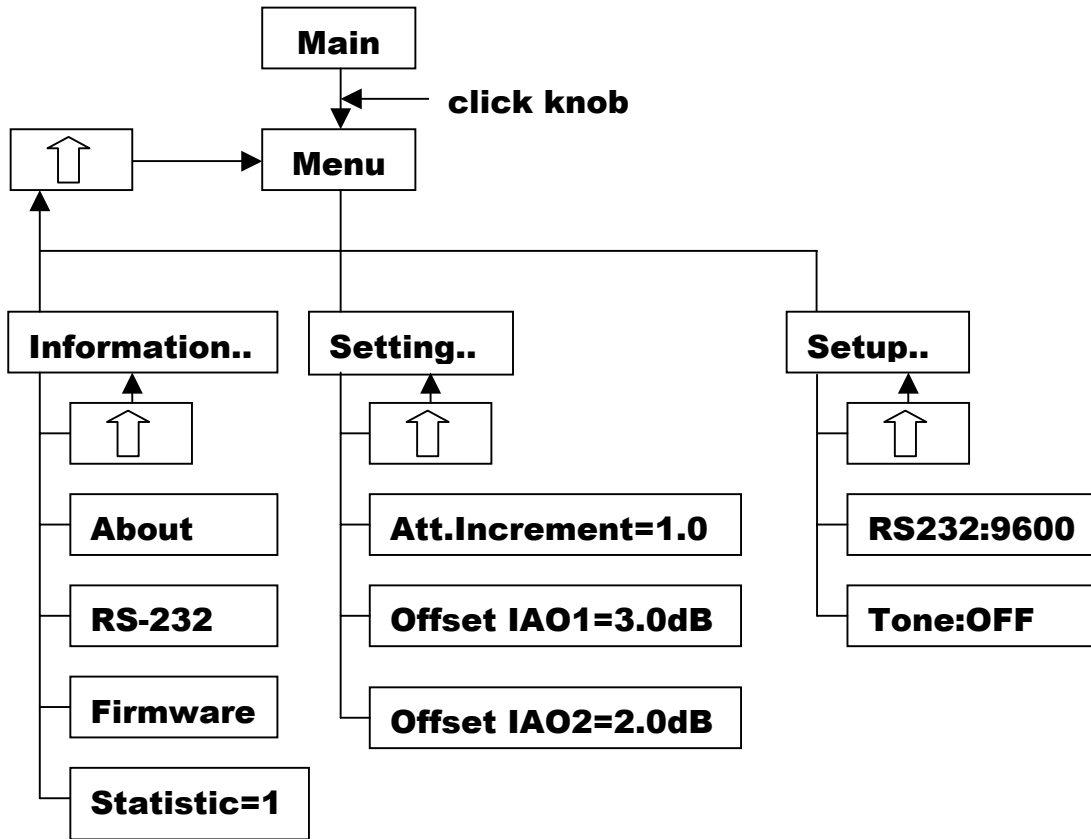 Main
click knob
Menu
Information..
Setting..
Setup..
About
Att.Increment=1.0
RS232:9600
RS-232
Offset IAO1=3.0dB
Tone:OFF
Firmware
Offset IAO2=2.0dB
Statistic=1